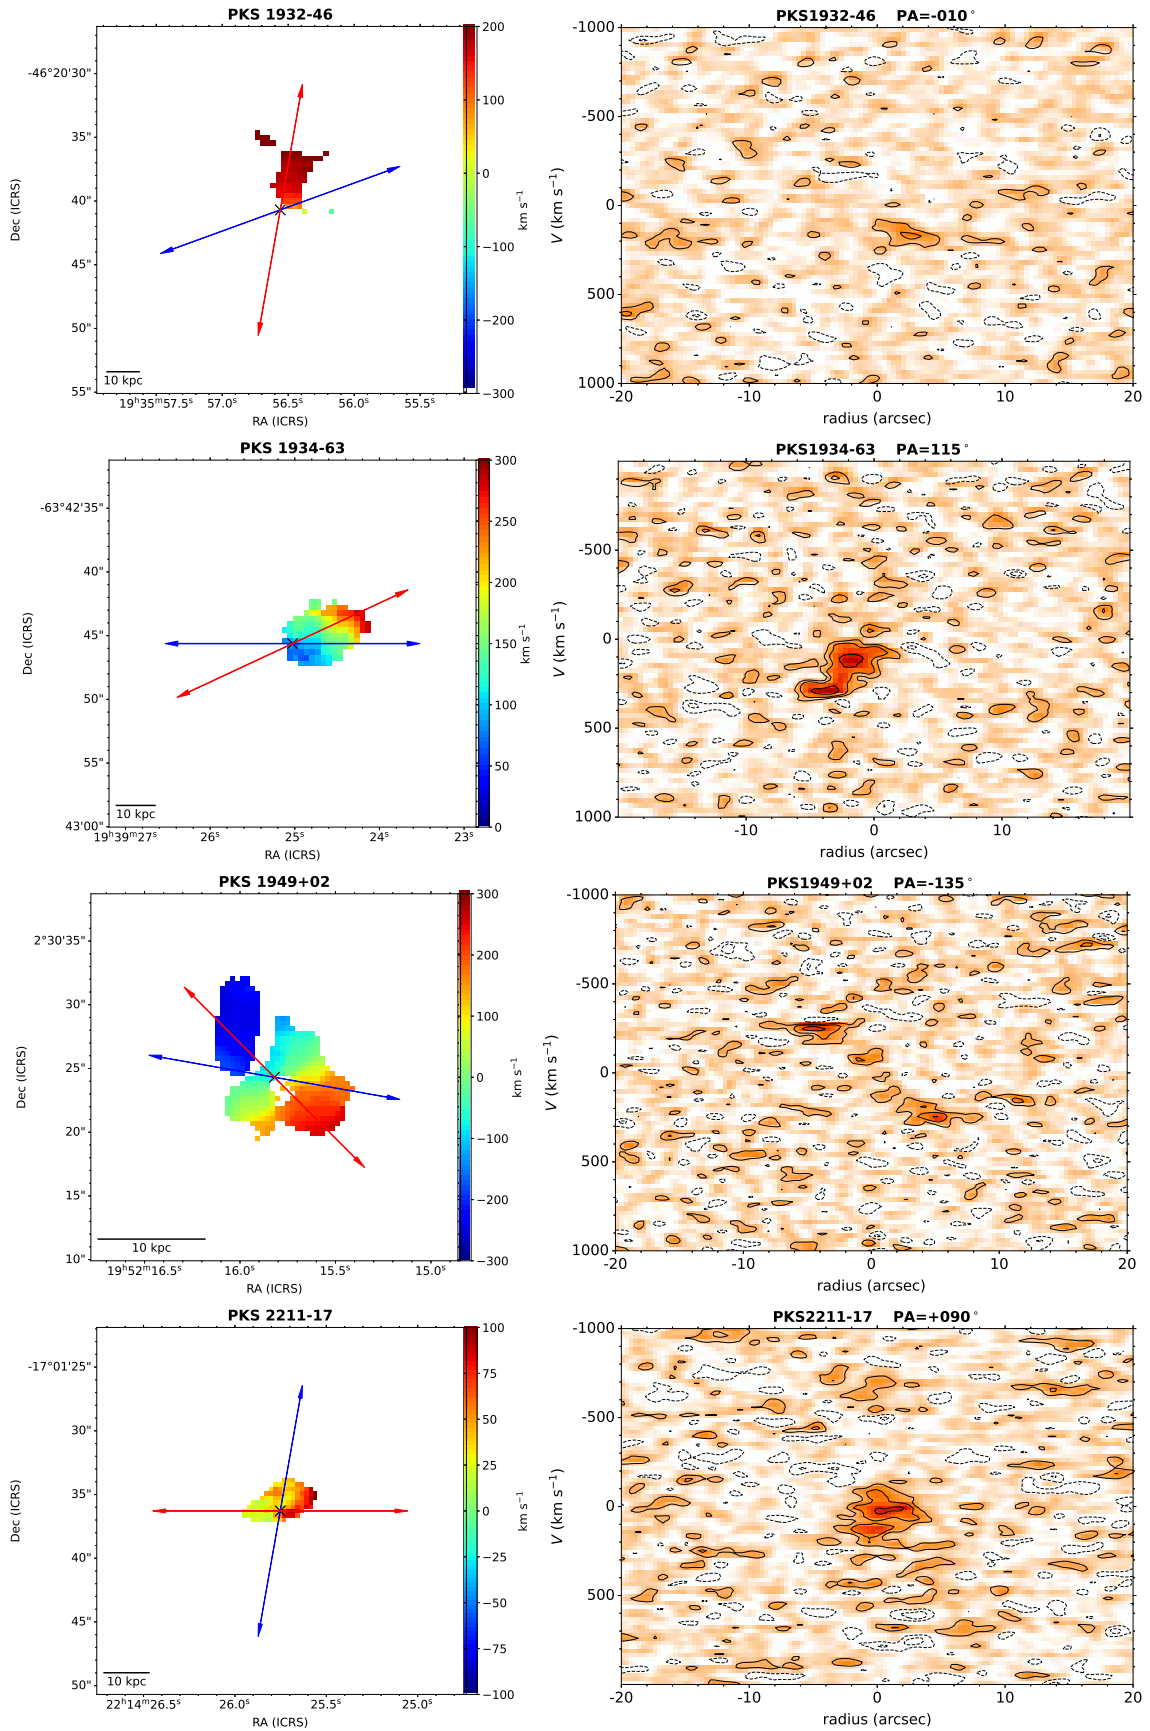 PKS 1932-46
200
100
0
−100
−200
−300
km s⁻¹
-46°20'30"
35"
40"
45"
50"
55"
Dec (ICRS)
10 kpc
19ʰ35ᵐ57.5ˢ 57.0ˢ 56.5ˢ 56.0ˢ 55.5ˢ
RA (ICRS)
PKS1932-46 PA=-010°
-1000
-500
0
500
1000
V (km s⁻¹)
-20 -10 0 10 20
radius (arcsec)
PKS 1934-63
300
250
200
150
100
50
0
km s⁻¹
-63°42'35"
40"
45"
50"
55"
43'00"
Dec (ICRS)
10 kpc
19ʰ39ᵐ27ˢ 26ˢ 25ˢ 24ˢ 23ˢ
RA (ICRS)
PKS1934-63 PA=115°
-500
0
500
1000
V (km s⁻¹)
-10 0 10
radius (arcsec)
PKS 1949+02
300
200
100
0
−100
−200
−300
km s⁻¹
2°30'35"
30"
25"
20"
15"
10"
Dec (ICRS)
10 kpc
19ʰ52ᵐ16.5ˢ 16.0ˢ 15.5ˢ 15.0ˢ
RA (ICRS)
PKS1949+02 PA=-135°
-1000
-500
0
500
1000
V (km s⁻¹)
-20 -10 0 10 20
radius (arcsec)
PKS 2211-17
100
75
50
25
0
−25
−50
−75
−100
km s⁻¹
-17°01'25"
30"
35"
40"
45"
50"
Dec (ICRS)
10 kpc
22ʰ14ᵐ26.5ˢ 26.0ˢ 25.5ˢ 25.0ˢ
RA (ICRS)
PKS2211-17 PA=+090°
-1000
-500
0
500
V (km s⁻¹)
-20 -10 0 10 20
radius (arcsec)